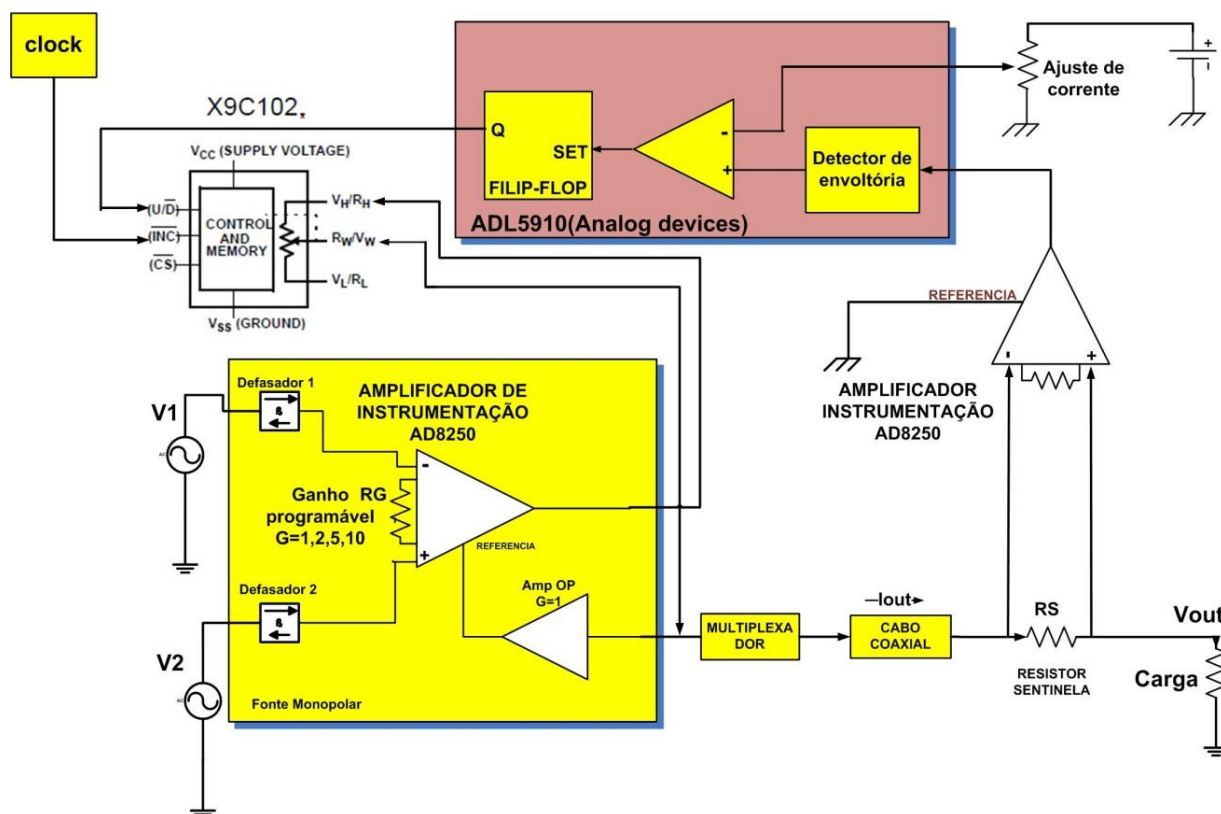 clock
X9C102,
VCC (SUPPLY VOLTAGE)
(U/D)
(INC)
(CS)
CONTROL
AND
MEMORY
VH/RH
RW/VW
VL/RL
VSS (GROUND)
Q
SET
FILIP-FLOP
-
+
Detector de
envoltória
ADL5910(Analog devices)
Ajuste de
corrente
+
-
REFERENCIA
-
+
AMPLIFICADOR
INSTRUMENTAÇÃO
AD8250
V1
AC
Defasador 1
&
AMPLIFICADOR DE
INSTRUMENTAÇÃO
AD8250
-
Ganho RG
programável
G=1,2,5,10
+
REFERENCIA
Defasador 2
&
Amp OP
G=1
V2
AC
Fonte Monopolar
MULTIPLEXA
DOR
Iout
CABO
COAXIAL
RS
RESISTOR
SENTINELA
Vout
Carga